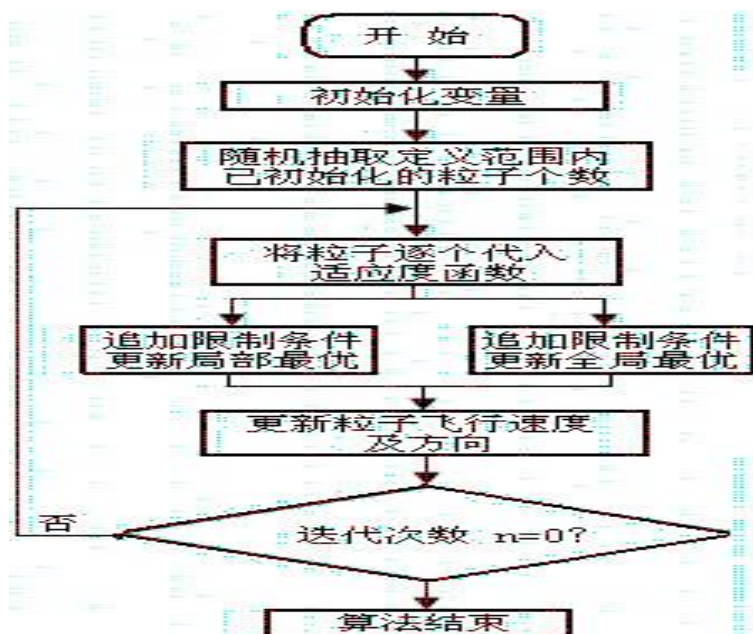 开 始
初始化变量
随机抽取定义范围内
已初始化的粒子个数
将粒子逐个代入
适应度函数
追加限制条件
更新局部最优
追加限制条件
更新全局最优
更新粒子飞行速度
及方向
否
迭代次数 n=0?
算法结束